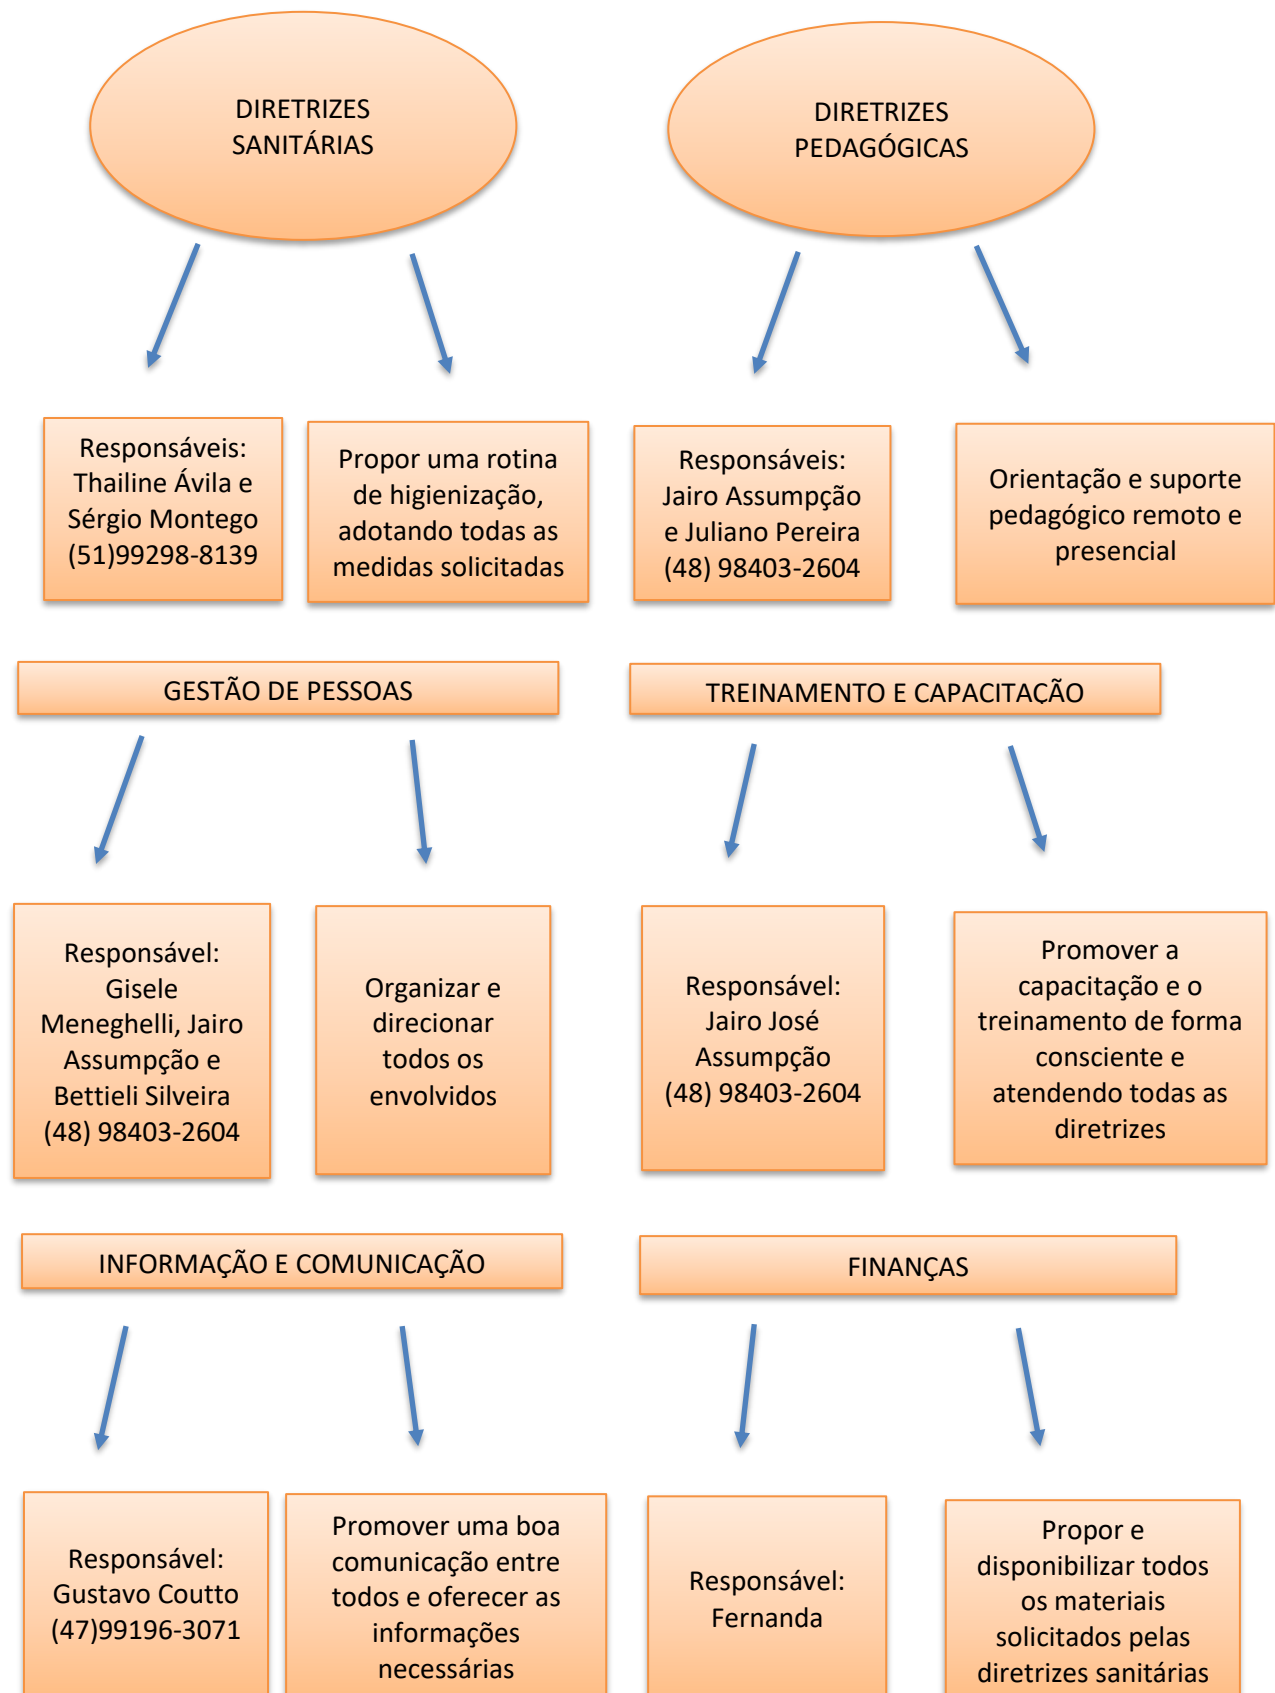 DIRETRIZES
SANITÁRIAS
DIRETRIZES
PEDAGÓGICAS
Responsáveis:
Thailine Ávila e
Sérgio Montego
(51)99298-8139
Propor uma rotina
de higienização,
adotando todas as
medidas solicitadas
Responsáveis:
Jairo Assumpção
e Juliano Pereira
(48) 98403-2604
Orientação e suporte
pedagógico remoto e
presencial
GESTÃO DE PESSOAS
TREINAMENTO E CAPACITAÇÃO
Responsável:
Gisele
Meneghelli, Jairo
Assumpção e
Bettieli Silveira
(48) 98403-2604
Organizar e
direcionar
todos os
envolvidos
Responsável:
Jairo José
Assumpção
(48) 98403-2604
Promover a
capacitação e o
treinamento de forma
consciente e
atendendo todas as
diretrizes
INFORMAÇÃO E COMUNICAÇÃO
FINANÇAS
Responsável:
Gustavo Coutto
(47)99196-3071
Promover uma boa
comunicação entre
todos e oferecer as
informações
necessárias
Responsável:
Fernanda
Propor e
disponibilizar todos
os materiais
solicitados pelas
diretrizes sanitárias